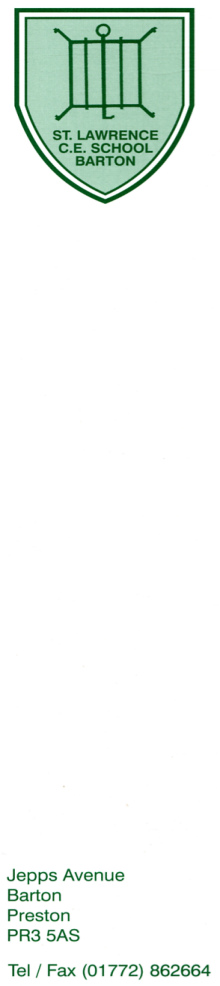 ST. LAWRENCE
C.E. SCHOOL
BARTON
Jepps Avenue
Barton
Preston
PR3 5AS
Tel / Fax (01772) 862664